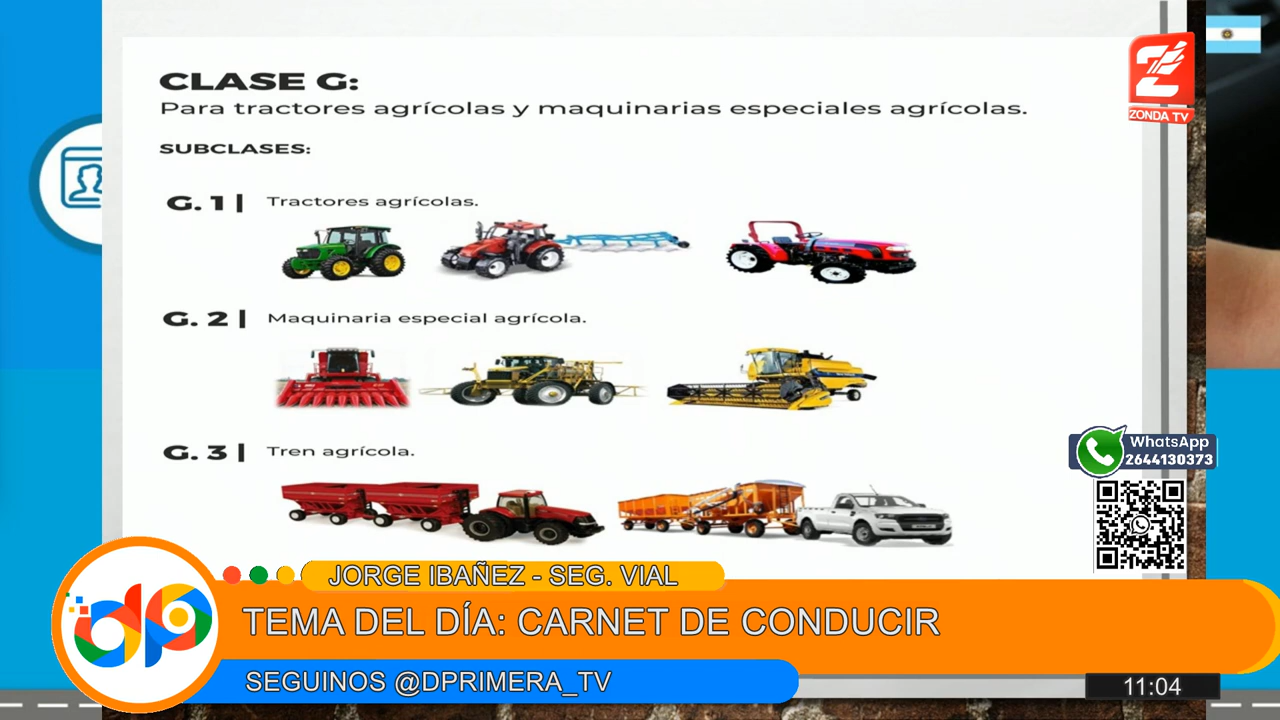 CLASE G:
Para tractores agrícolas y maquinarias especiales agrícolas.
SUBCLASES:
G. 1 | Tractores agrícolas.
G. 2 | Maquinaria especial agrícola.
G. 3 | Tren agrícola.
ZONDA TV
WhatsApp
2644130373
JORGE IBAÑEZ - SEG. VIAL
TEMA DEL DÍA: CARNET DE CONDUCIR
SEGUINOS @DPRIMERA_TV
dp
11:04